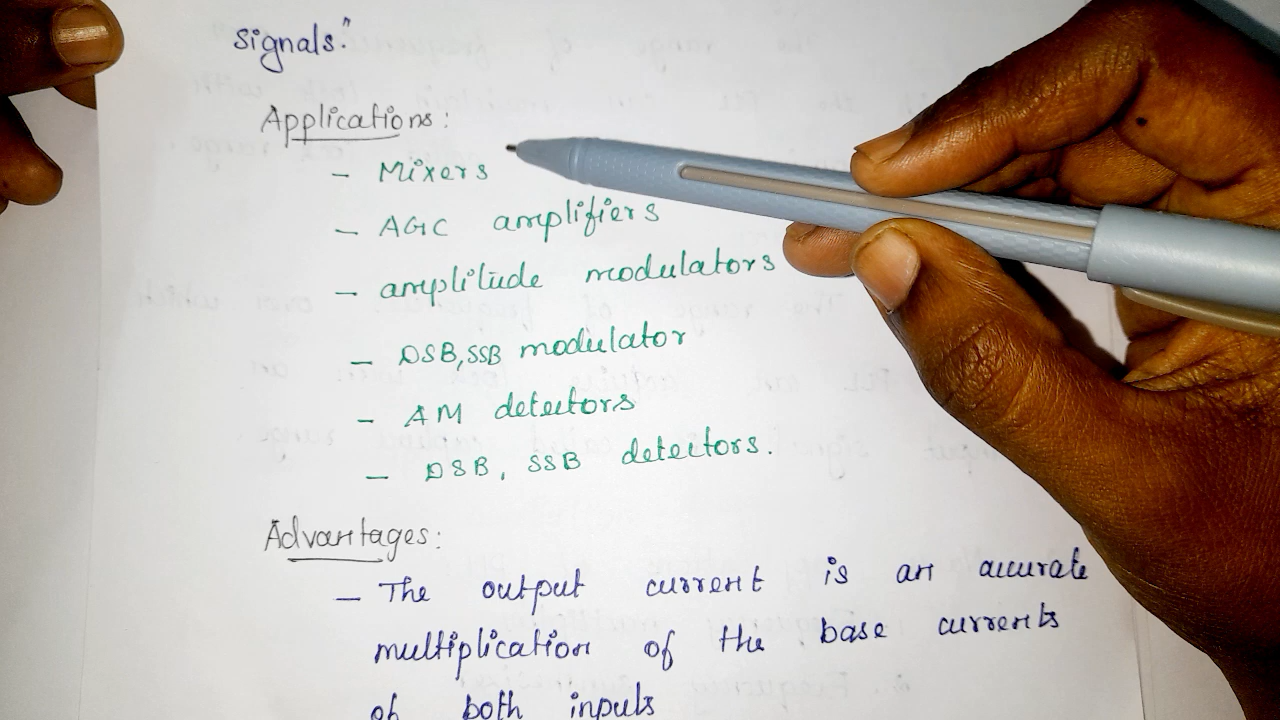 signals."
Applications:
- Mixers
- AGC amplifiers
- amplitude modulators
- DSB, SSB modulator
- AM detectors
- DSB, SSB detectors.
Advantages:
- The output current is an accurate
multiplication of the base currents
of both inputs